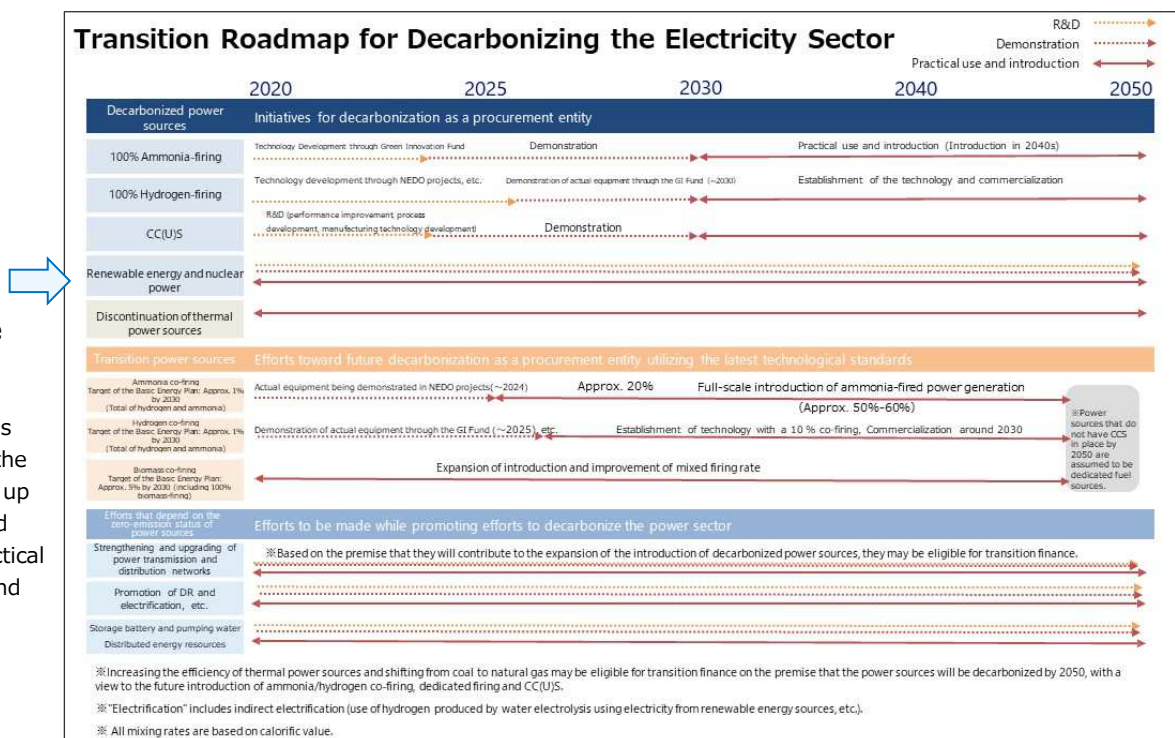 Transition Roadmap for Decarbonizing the Electricity Sector
R&D
Demonstration
Practical use and introduction
2020 2025 2030 2040 2050
Decarbonized power
sources
Initiatives for decarbonization as a procurement entity
100% Ammonia-firing
Technology Development through Green Innovation Fund
Demonstration
Practical use and introduction (Introduction in 2040s)
100% Hydrogen-firing
Technology development through NEDO projects, etc.
Demonstration of actual equipment through the GI Fund (~2030)
Establishment of the technology and commercialization
CC(U)S
R&D (performance improvement, process
development, manufacturing technology development)
Demonstration
Renewable energy and nuclear
power
Discontinuation of thermal
power sources
Transition power sources
Efforts toward future decarbonization as a procurement entity utilizing the latest technological standards
Ammonia co-firing
Target of the Basic Energy Plan: Approx. 1%
by 2030
(Total of hydrogen and ammonia)
Actual equipment being demonstrated in NEDO projects(~2024)
Approx. 20%
Full-scale introduction of ammonia-fired power generation
(Approx. 50%-60%)
Hydrogen co-firing
Target of the Basic Energy Plan: Approx. 1%
by 2030
(Total of hydrogen and ammonia)
Demonstration of actual equipment through the GI Fund (~2025), etc.
Establishment of technology with a 10 % co-firing, Commercialization around 2030
Biomass co-firing
Target of the Basic Energy Plan:
Approx. 5% by 2030 (including 100%
biomass-firing)
Expansion of introduction and improvement of mixed firing rate
※Power
sources that do
not have CCS
in place by
2050 are
assumed to be
dedicated fuel
sources.
Efforts that depend on the
zero-emission status of
power sources
Efforts to be made while promoting efforts to decarbonize the power sector
Strengthening and upgrading of
power transmission and
distribution networks
※Based on the premise that they will contribute to the expansion of the introduction of decarbonized power sources, they may be eligible for transition finance.
Promotion of DR and
electrification, etc.
Storage battery and pumping water
Distributed energy resources
※Increasing the efficiency of thermal power sources and shifting from coal to natural gas may be eligible for transition finance on the premise that the power sources will be decarbonized by 2050, with a
view to the future introduction of ammonia/hydrogen co-firing, dedicated firing and CC(U)S.
※"Electrification" includes indirect electrification (use of hydrogen produced by water electrolysis using electricity from renewable energy sources, etc.).
※ All mixing rates are based on calorific value.